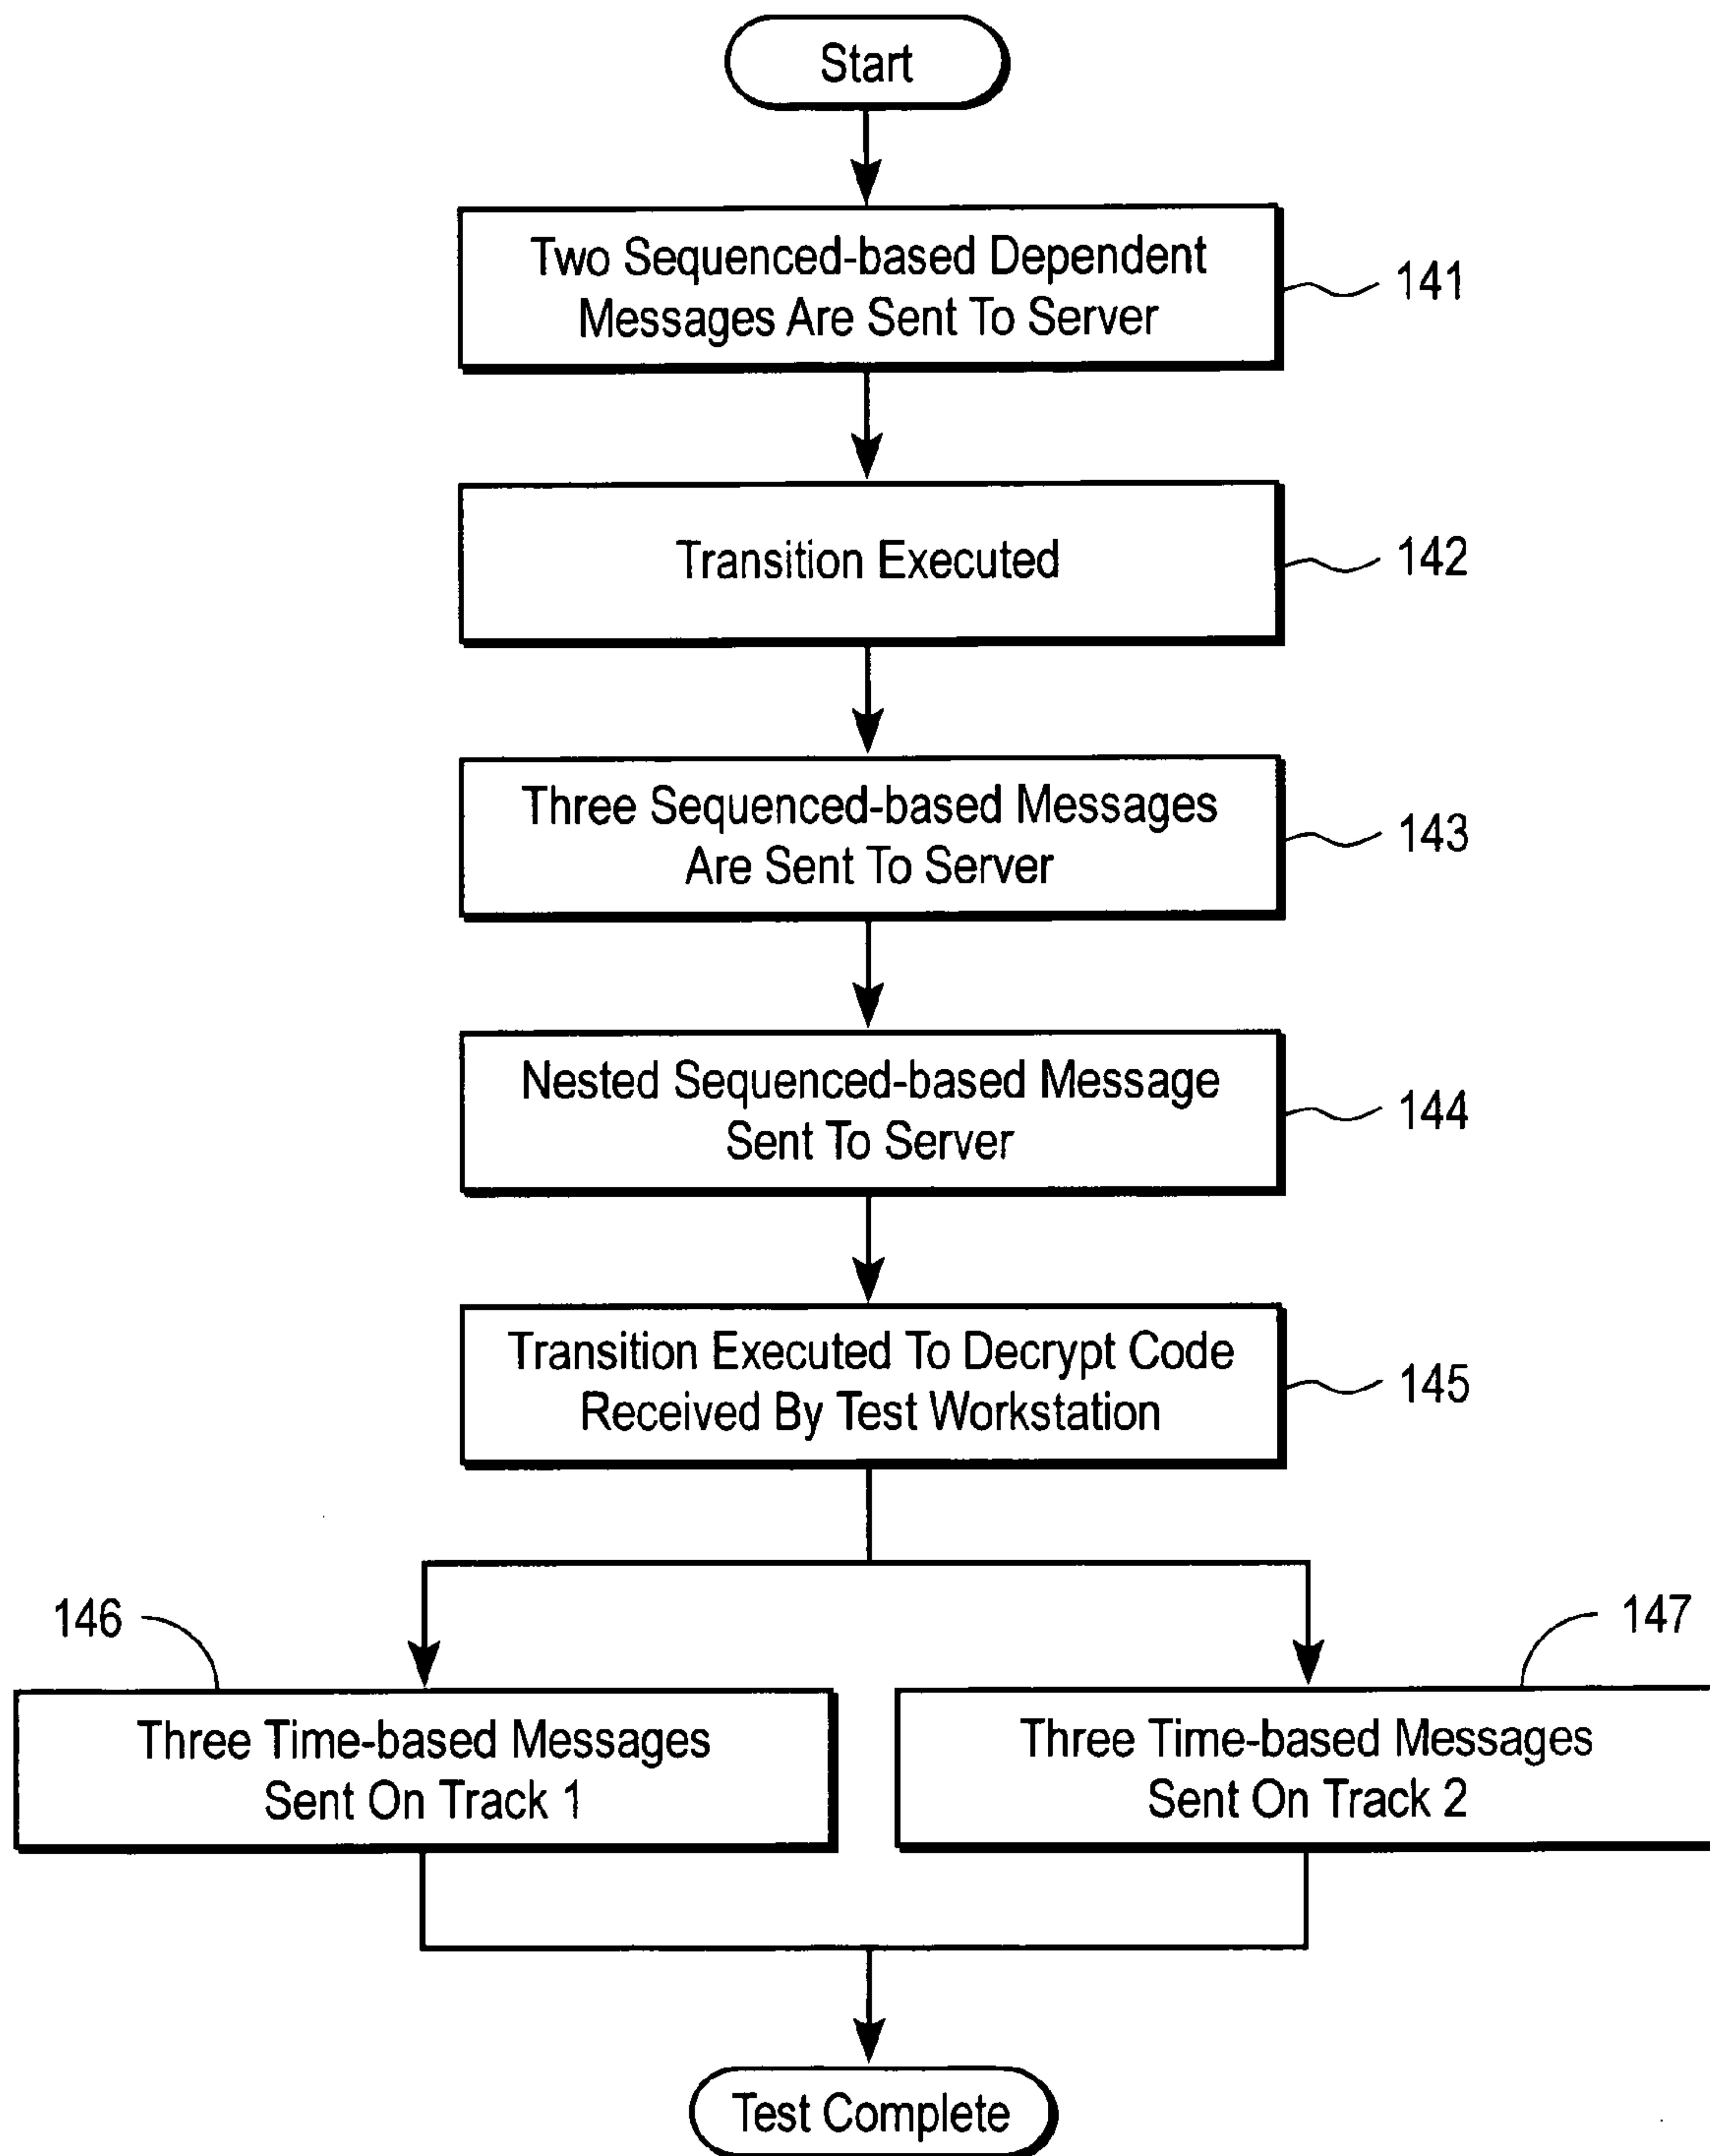 Start
Two Sequenced-based Dependent
Messages Are Sent To Server
141
Transition Executed
142
Three Sequenced-based Messages
Are Sent To Server
143
Nested Sequenced-based Message
Sent To Server
144
Transition Executed To Decrypt Code
Received By Test Workstation
145
146
147
Three Time-based Messages
Sent On Track 1
Three Time-based Messages
Sent On Track 2
Test Complete